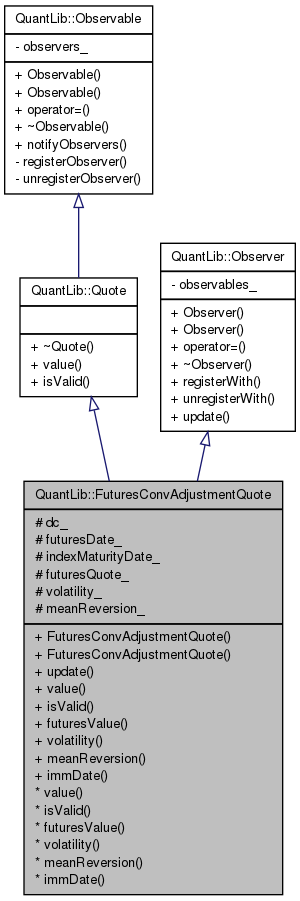 QuantLib::Observable
- observers_
+ Observable()
+ Observable()
+ operator=()
+ ~Observable()
+ notifyObservers()
- registerObserver()
- unregisterObserver()
QuantLib::Quote
+ ~Quote()
+ value()
+ isValid()
QuantLib::Observer
- observables_
+ Observer()
+ Observer()
+ operator=()
+ ~Observer()
+ registerWith()
+ unregisterWith()
+ update()
QuantLib::FuturesConvAdjustmentQuote
# dc_
# futuresDate_
# indexMaturityDate_
# futuresQuote_
# volatility_
# meanReversion_
+ FuturesConvAdjustmentQuote()
+ FuturesConvAdjustmentQuote()
+ update()
+ value()
+ isValid()
+ futuresValue()
+ volatility()
+ meanReversion()
+ immDate()
* value()
* isValid()
* futuresValue()
* volatility()
* meanReversion()
* immDate()